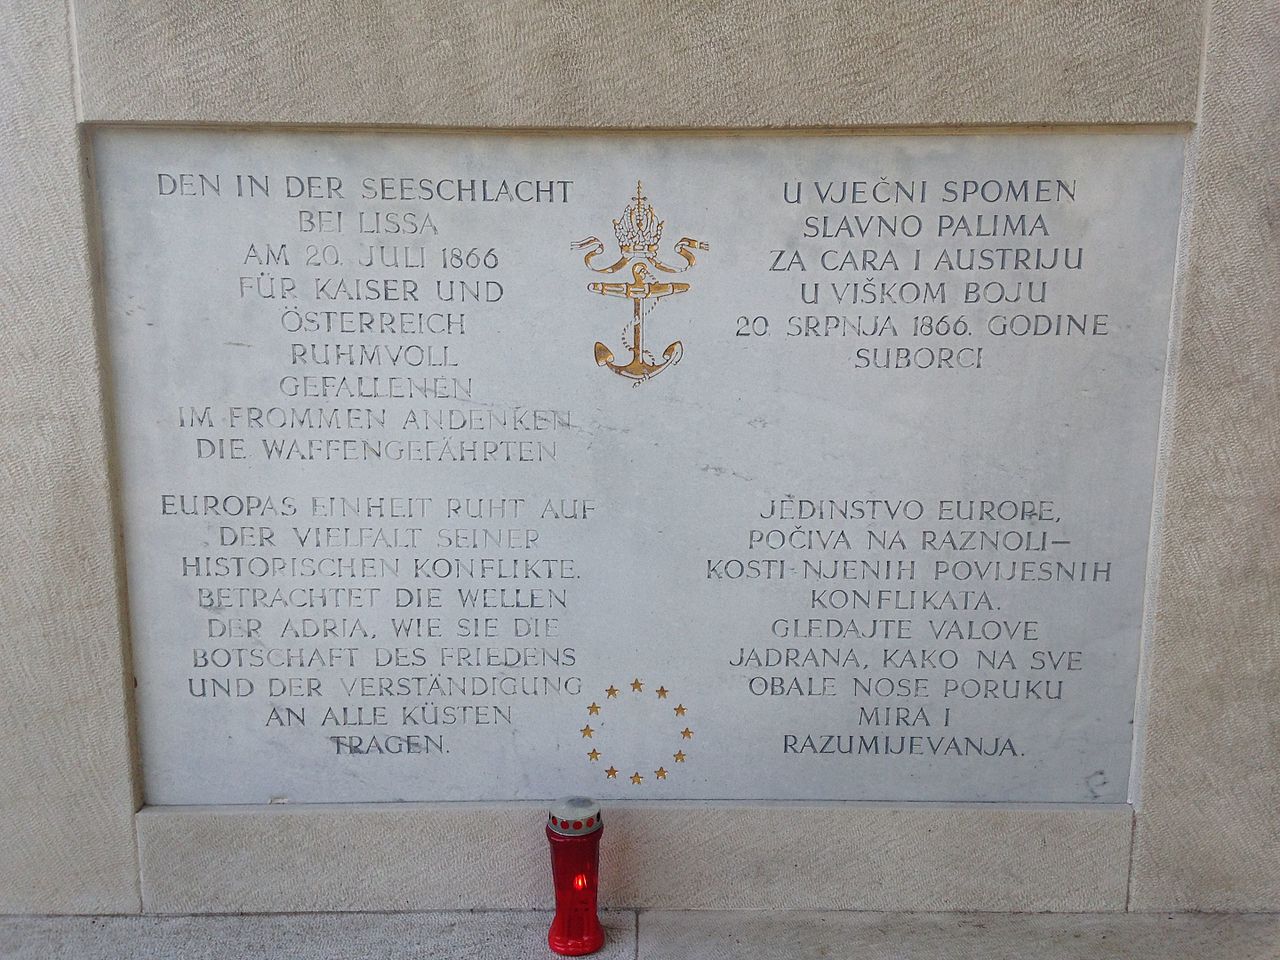 DEN IN DER SEESCHLACHT
BEI LISSA
AM 20. JULI 1866
FÜR KAISER UND
ÖSTERREICH
RUHMVOLL
GEFALLENEN
IM FROMMEN ANDENKEN
DIE WAFFENGEFÄHRTEN
EUROPAS EINHEIT RUHT AUF
DER VIELFALT SEINER
HISTORISCHEN KONFLIKTE.
BETRACHTET DIE WELLEN
DER ADRIA, WIE SIE DIE
BOTSCHAFT DES FRIEDENS
UND DER VERSTÄNDIGUNG
AN ALLE KÜSTEN
TRAGEN.
U VJEČNI SPOMEN
SLAVNO PALIMA
ZA CARA I AUSTRIJU
U VIŠKOM BOJU
20. SRPNJA 1866. GODINE
SUBORCI
JEDINSTVO EUROPE,
POČIVA NA RAZNOLI-
KOSTI NJENIH POVIJESNIH
KONFLIKATA.
GLEDAJTE VALOVE
JADRANA, KAKO NA SVE
OBALE NOSE PORUKU
MIRA I
RAZUMIJEVANJA.